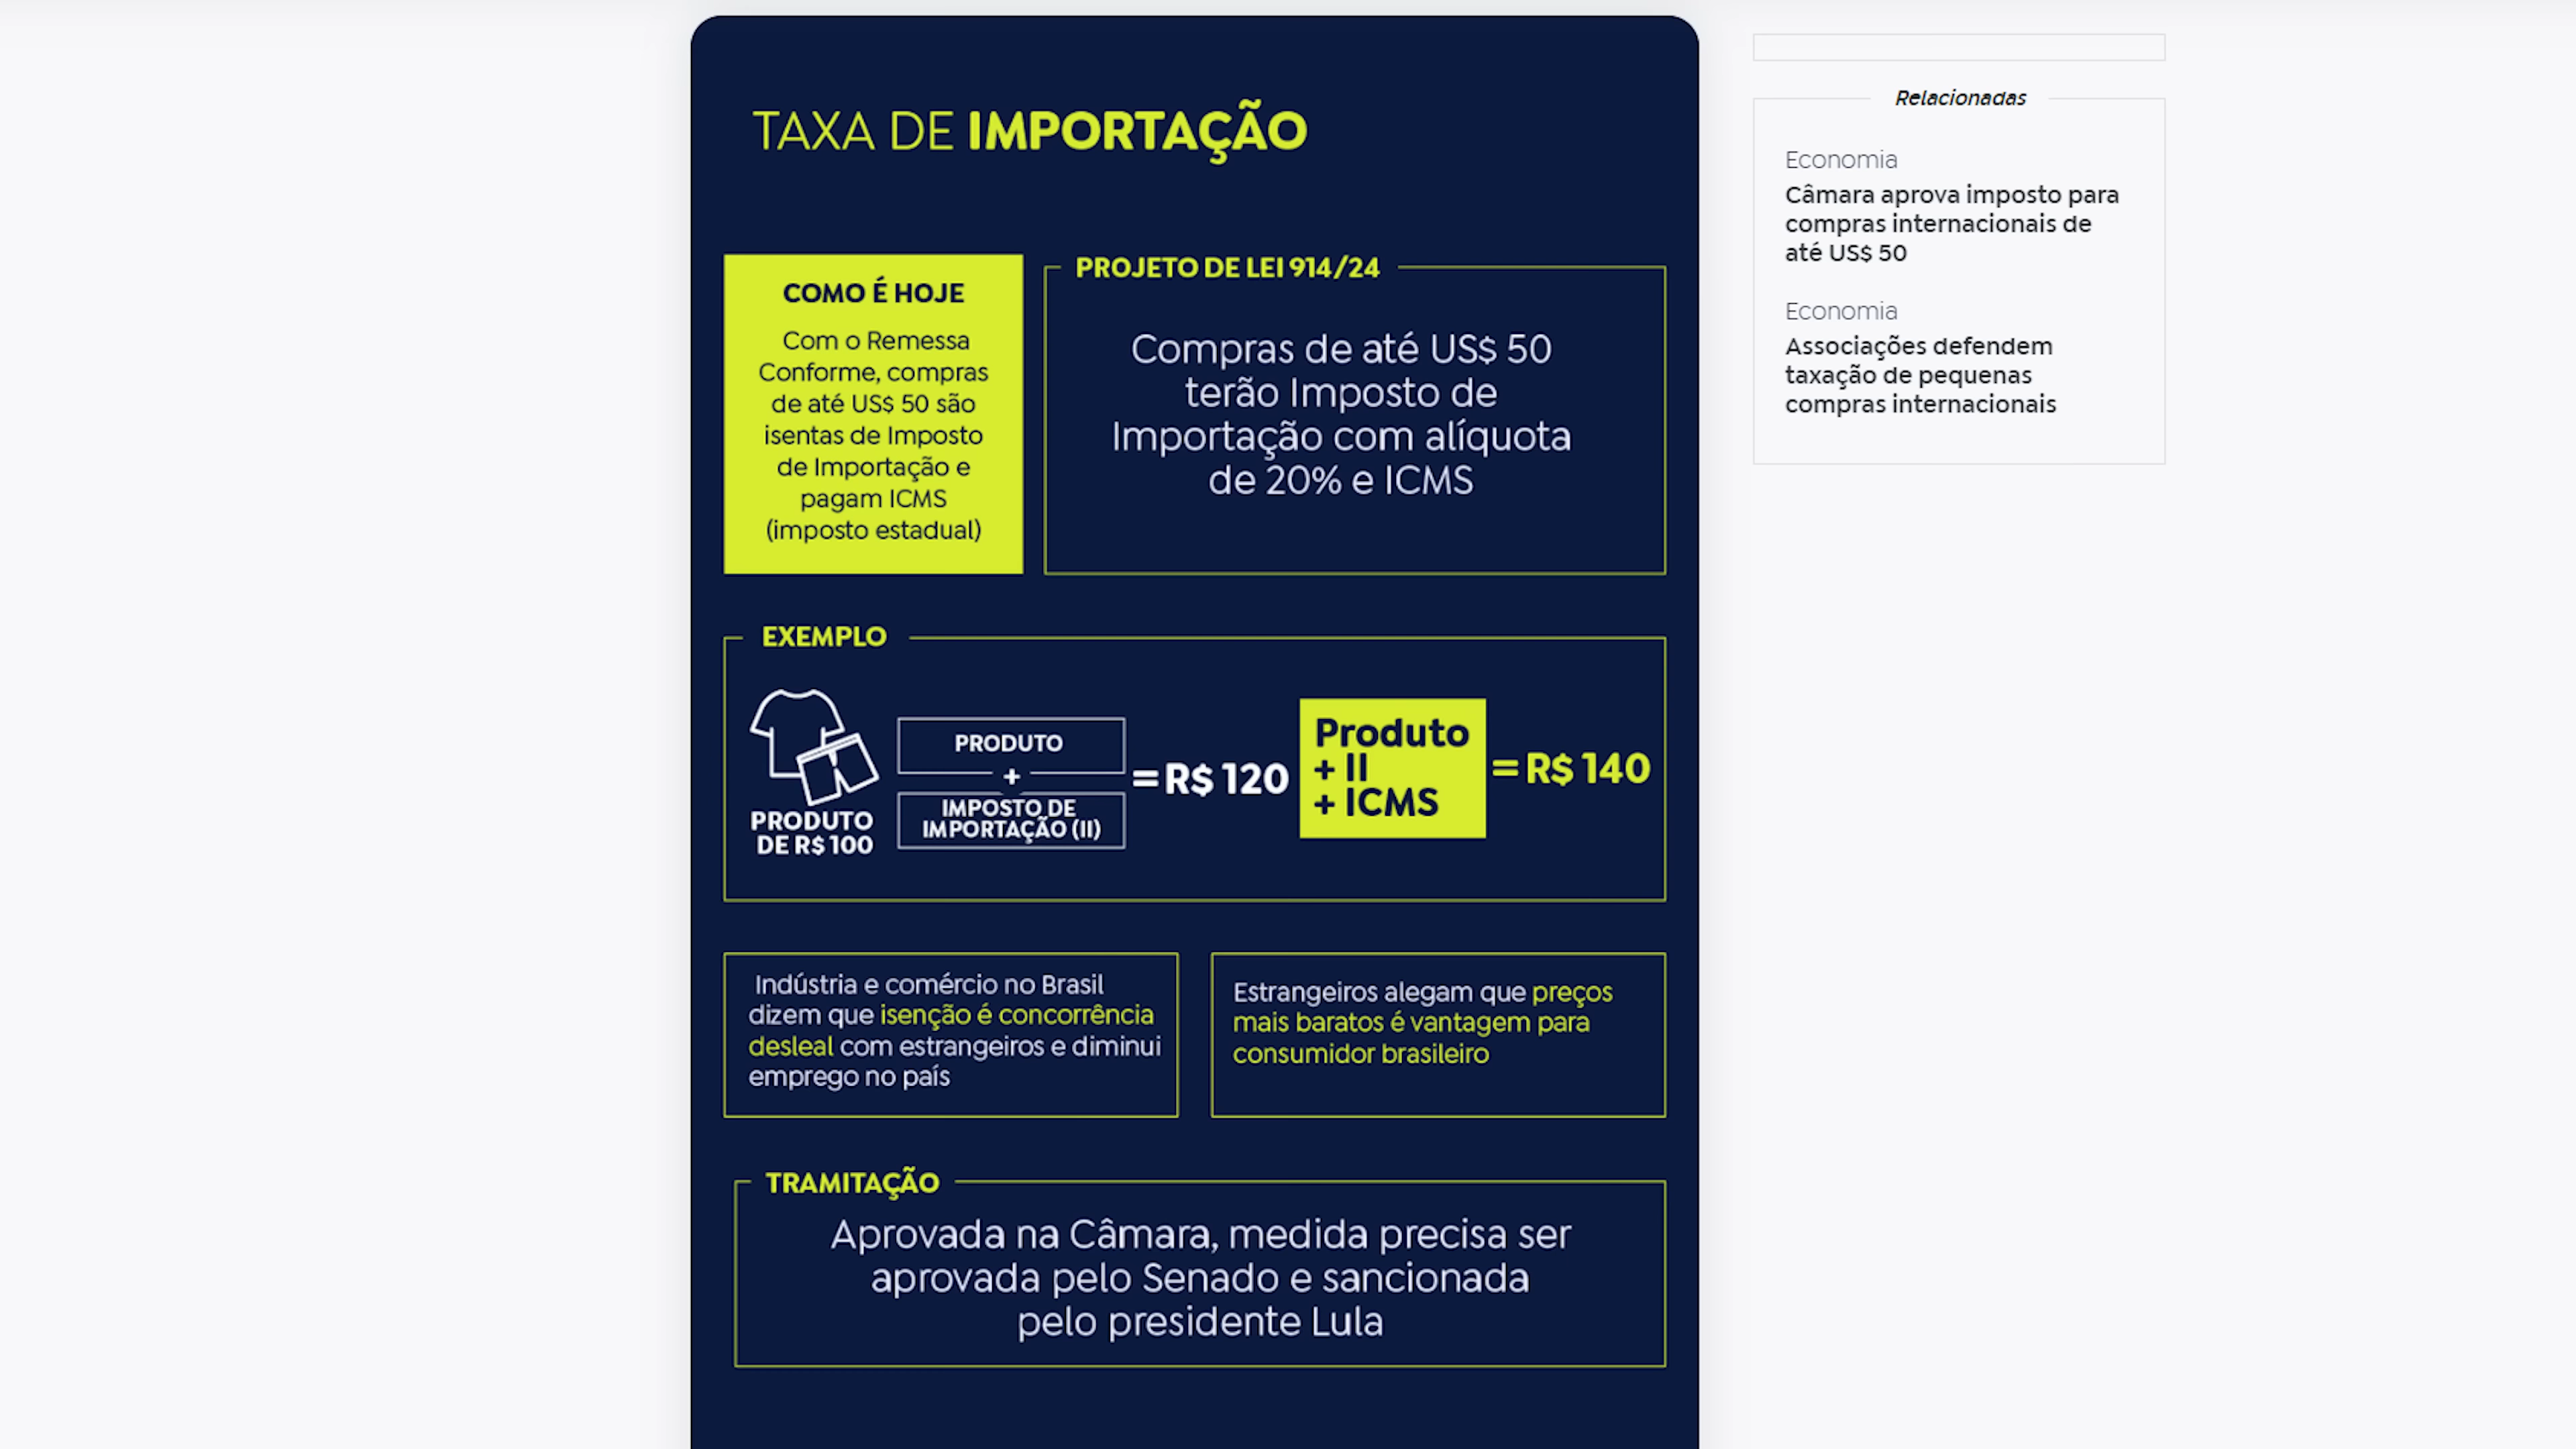 TAXA DE IMPORTAÇÃO
COMO É HOJE
Com o Remessa
Conforme, compras
de até US$ 50 são
isentas de Imposto
de Importação e
pagam ICMS
(imposto estadual)
PROJETO DE LEI 914/24
Compras de até US$ 50
terão Imposto de
Importação com alíquota
de 20% e ICMS
EXEMPLO
PRODUTO
DE R$ 100
PRODUTO
+
IMPOSTO DE
IMPORTAÇÃO (II)
= R$ 120
Produto
+ II
+ ICMS
= R$ 140
Indústria e comércio no Brasil
dizem que isenção é concorrência
desleal com estrangeiros e diminui
emprego no país
Estrangeiros alegam que preços
mais baratos é vantagem para
consumidor brasileiro
TRAMITAÇÃO
Aprovada na Câmara, medida precisa ser
aprovada pelo Senado e sancionada
pelo presidente Lula
Relacionadas
Economia
Câmara aprova imposto para
compras internacionais de
até US$ 50
Economia
Associações defendem
taxação de pequenas
compras internacionais